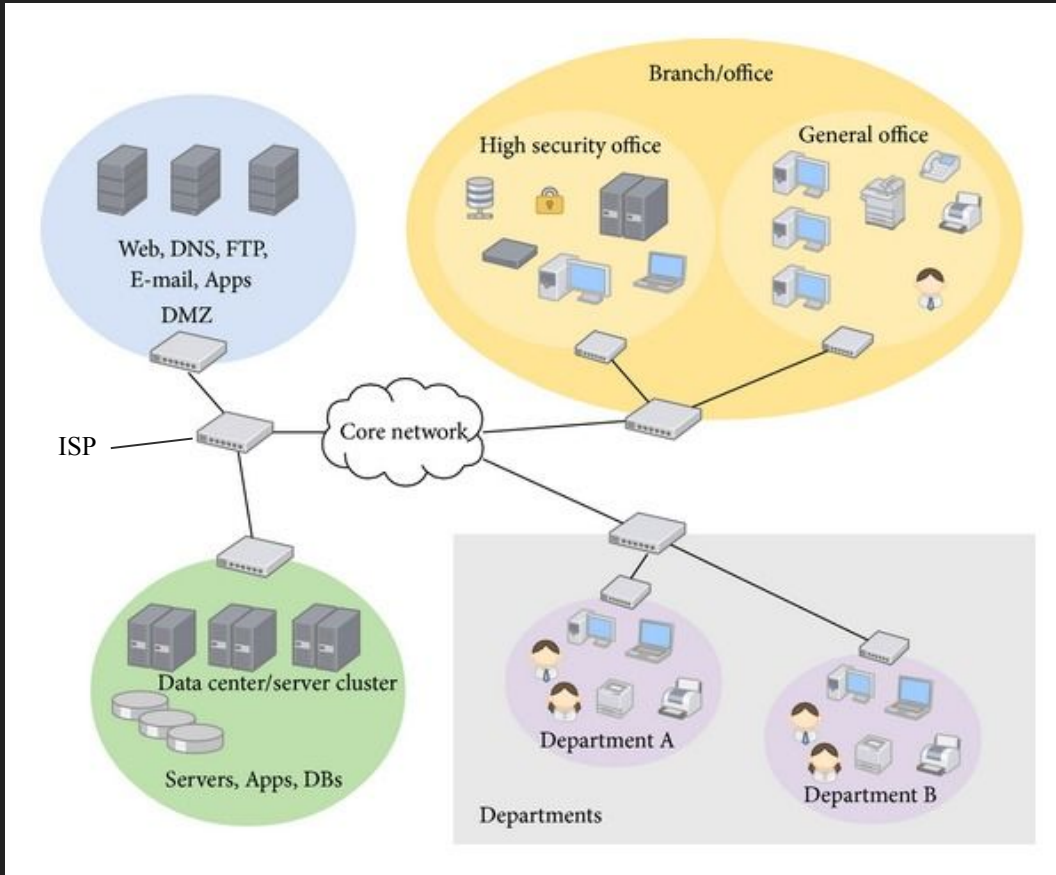 Branch/office
High security office
General office
Web, DNS, FTP,
E-mail, Apps
DMZ
ISP
Core network
Data center/server cluster
Servers, Apps, DBs
Department A
Department B
Departments